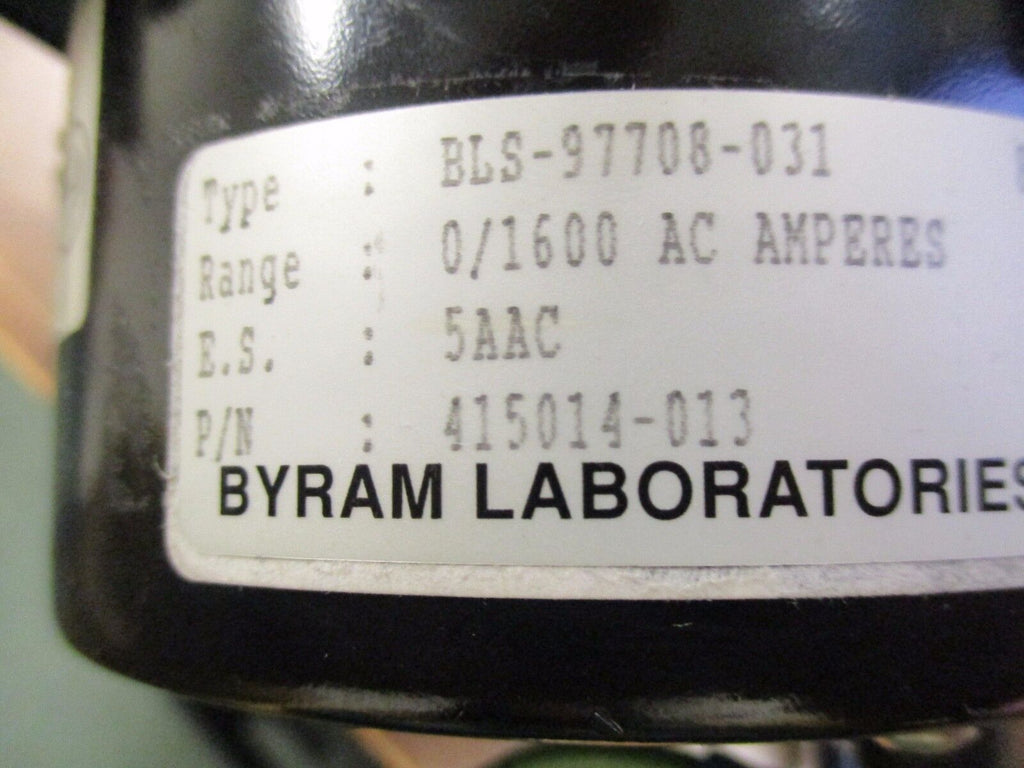 Type : BLS-97708-031
Range : 0/1600 AC AMPERES
E.S. : 5AAC
P/N : 415014-013
BYRAM LABORATORIES